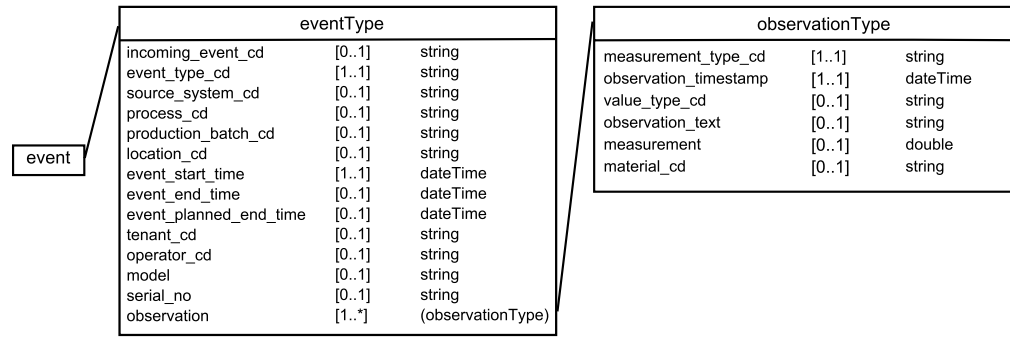 eventType
incoming_event_cd [0..1] string
event_type_cd [1..1] string
source_system_cd [0..1] string
process_cd [0..1] string
production_batch_cd [0..1] string
location_cd [0..1] string
event_start_time [1..1] dateTime
event_end_time [0..1] dateTime
event_planned_end_time [0..1] dateTime
tenant_cd [0..1] string
operator_cd [0..1] string
model [0..1] string
serial_no [0..1] string
observation [1..*] (observationType)
event
observationType
measurement_type_cd [1..1] string
observation_timestamp [1..1] dateTime
value_type_cd [0..1] string
observation_text [0..1] string
measurement [0..1] double
material_cd [0..1] string